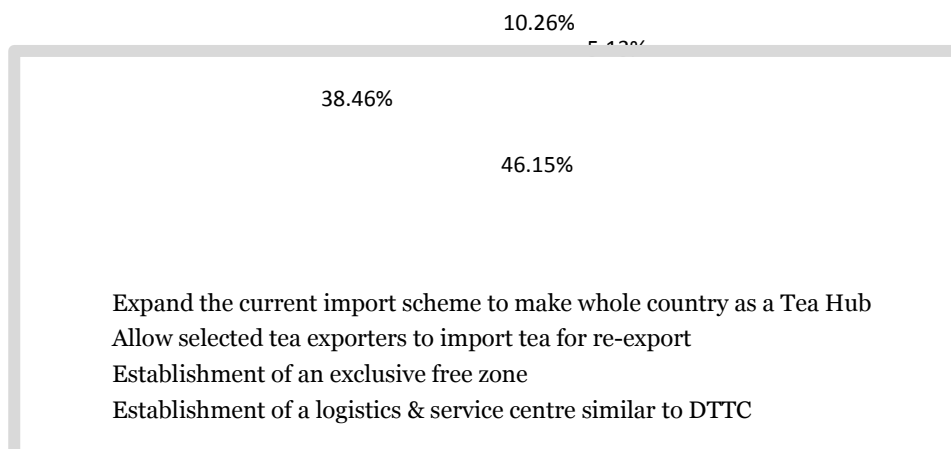 10.26%
5.13%
38.46%
46.15%
Expand the current import scheme to make whole country as a Tea Hub
Allow selected tea exporters to import tea for re-export
Establishment of an exclusive free zone
Establishment of a logistics & service centre similar to DTTC